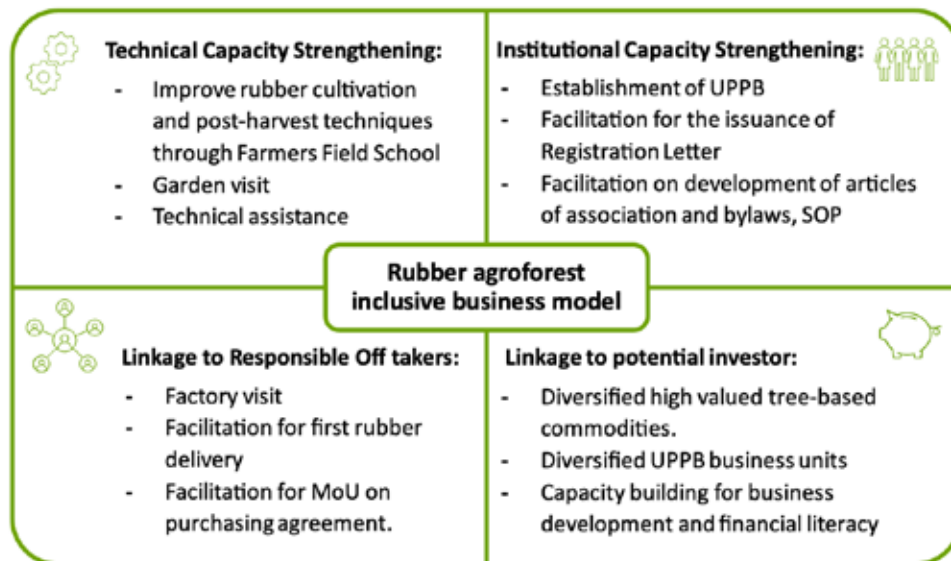 Technical Capacity Strengthening:
- Improve rubber cultivation
and post-harvest techniques
through Farmers Field School
- Garden visit
- Technical assistance
Institutional Capacity Strengthening:
- Establishment of UPPB
- Facilitation for the issuance of
Registration Letter
- Facilitation on development of articles
of association and bylaws, SOP
Rubber agroforest
inclusive business model
Linkage to Responsible Off takers:
- Factory visit
- Facilitation for first rubber
delivery
- Facilitation for MoU on
purchasing agreement.
Linkage to potential investor:
- Diversified high valued tree-based
commodities.
- Diversified UPPB business units
- Capacity building for business
development and financial literacy